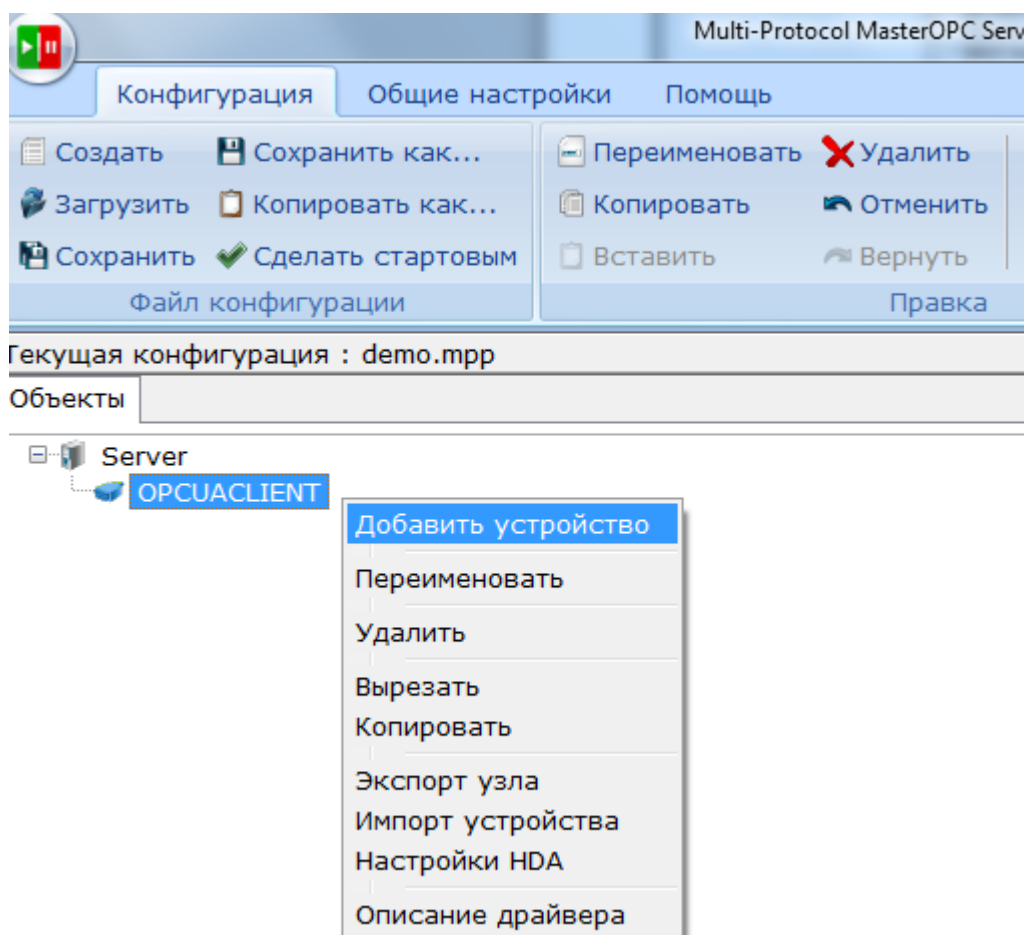 Multi-Protocol MasterOPC Serv
Конфигурация Общие настройки Помощь
Создать Сохранить как... Переименовать Удалить
Загрузить Копировать как... Копировать Отменить
Сохранить Сделать стартовым Вставить Вернуть
Файл конфигурации Правка
Текущая конфигурация : demo.mpp
Объекты
Server
OPCUACLIENT
Добавить устройство
Переименовать
Удалить
Вырезать
Копировать
Экспорт узла
Импорт устройства
Настройки HDA
Описание драйвера